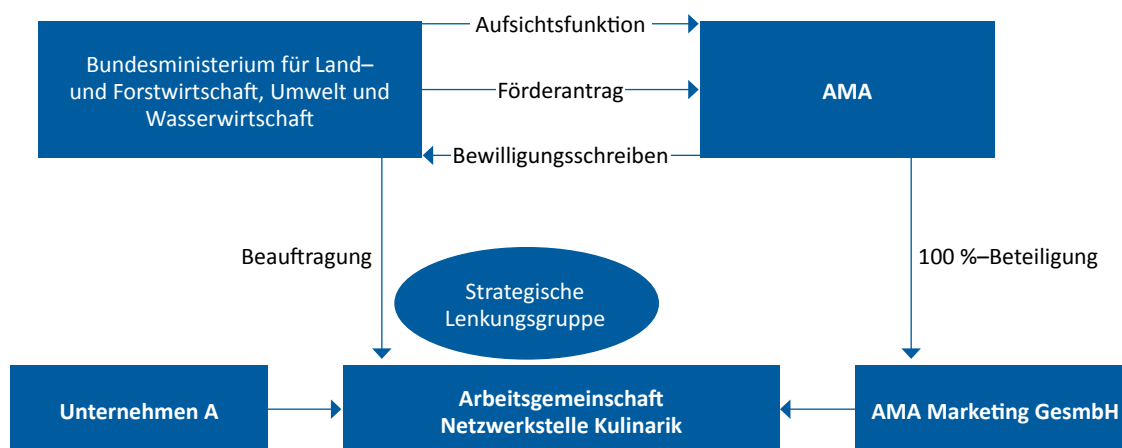 Aufsichtsfunktion
Bundesministerium für Land–
und Forstwirtschaft, Umwelt und
Wasserwirtschaft
Förderantrag
AMA
Bewilligungsschreiben
Beauftragung
100 %–Beteiligung
Strategische
Lenkungsgruppe
Unternehmen A
Arbeitsgemeinschaft
Netzwerkstelle Kulinarik
AMA Marketing GesmbH